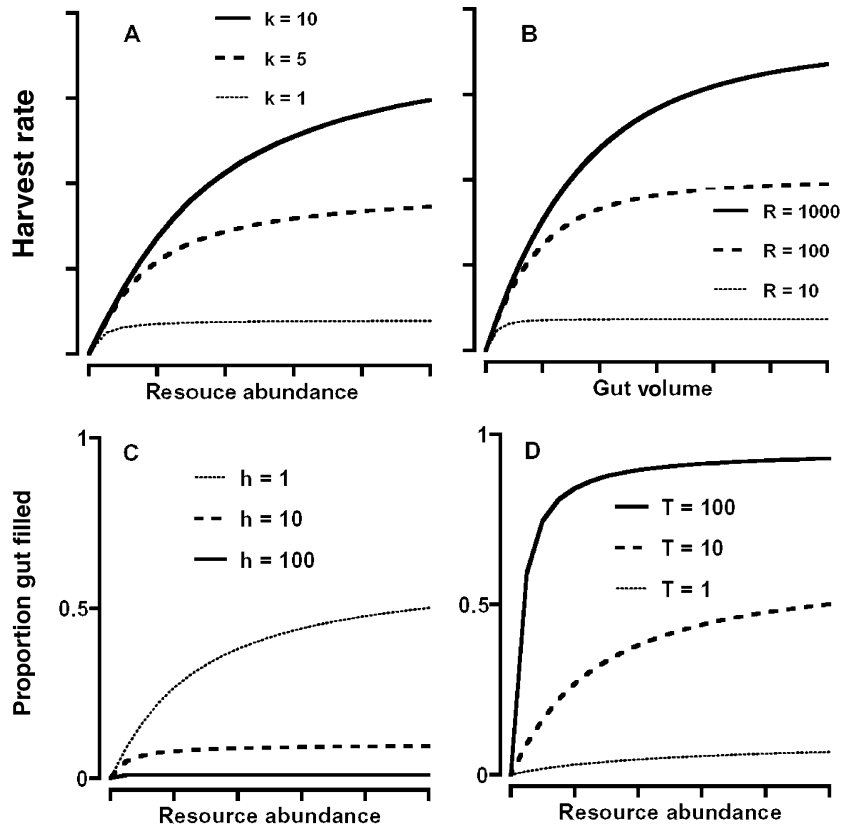 A
k = 10
k = 5
k = 1
Harvest rate
Resouce abundance
B
R = 1000
R = 100
R = 10
Gut volume
C
1
0.5
0
h = 1
h = 10
h = 100
Proportion gut filled
Resource abundance
D
1
0.5
0
T = 100
T = 10
T = 1
Resource abundance